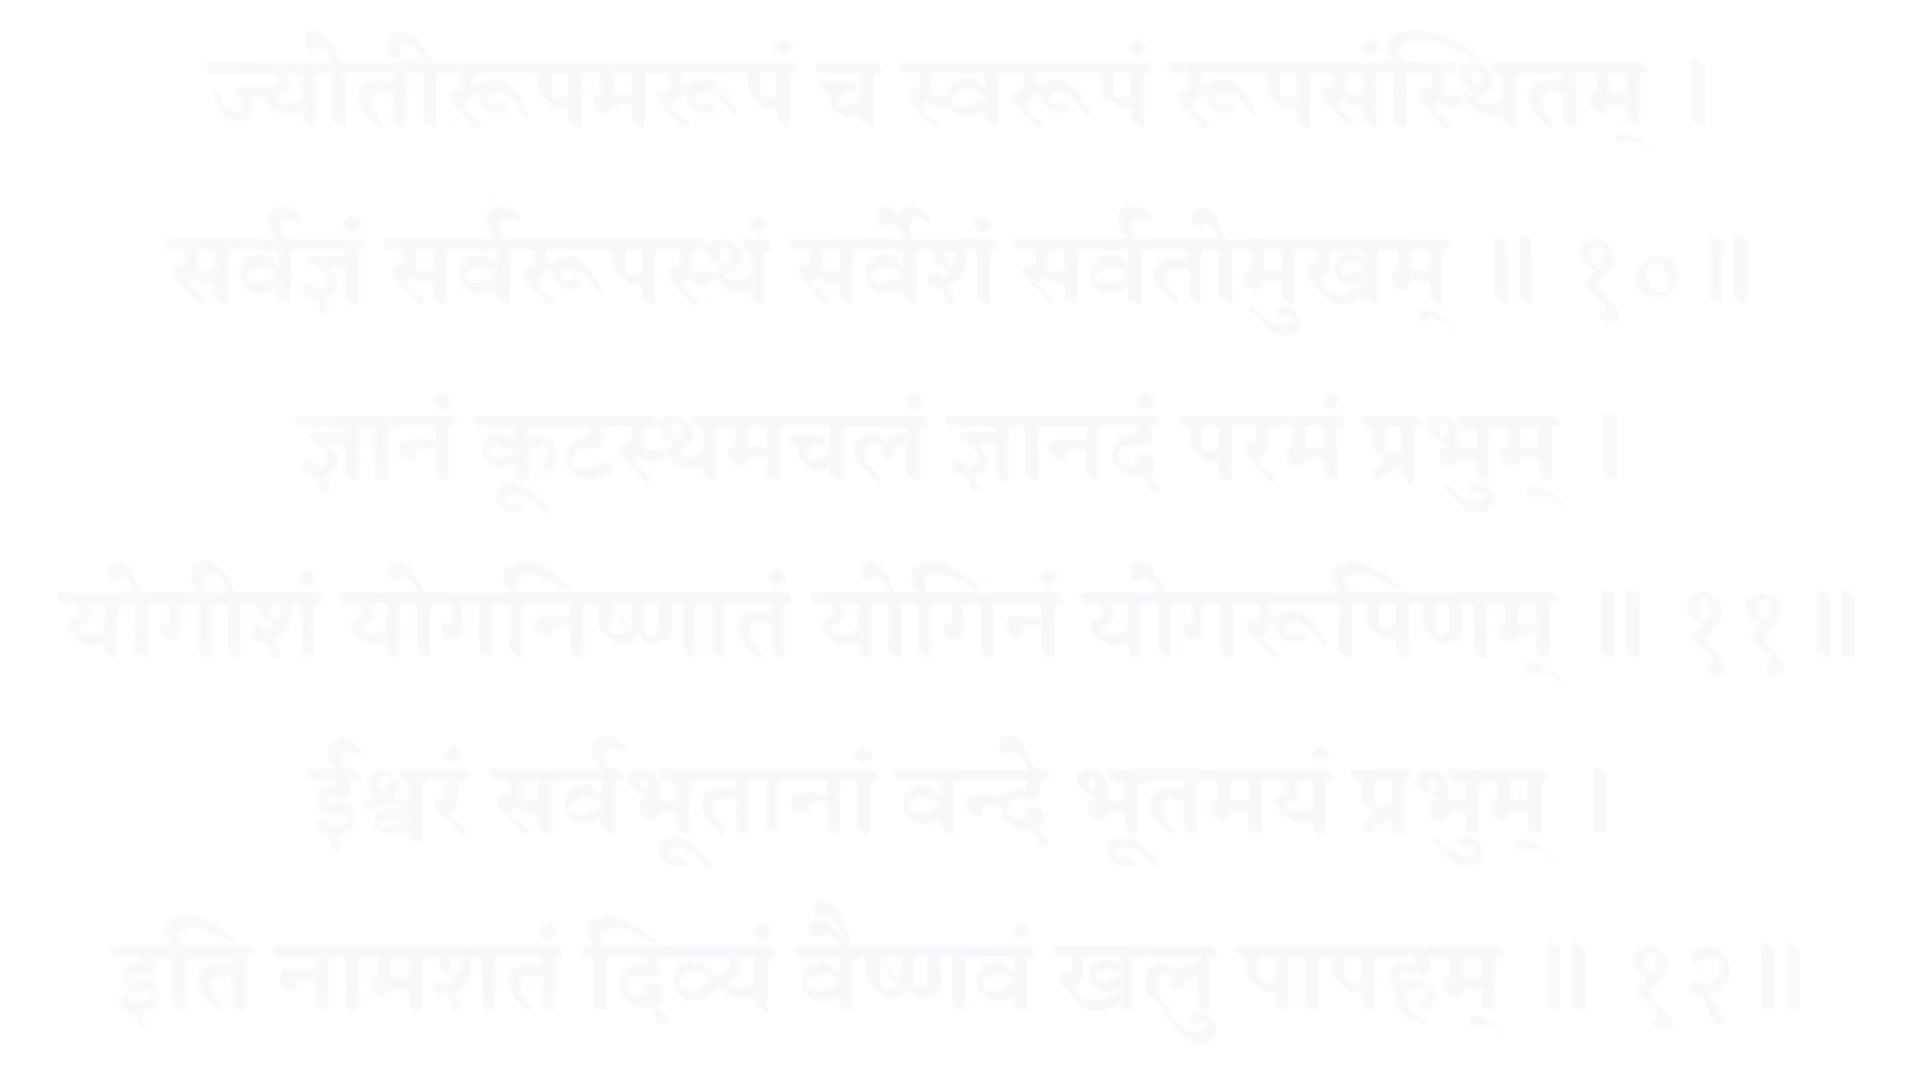 ज्योतीरूपमरूपं च स्वरूपं रूपसंस्थितम् ।
सर्वज्ञं सर्वरूपस्थं सर्वेशं सर्वतोमुखम् ॥ १०॥
ज्ञानं कूटस्थमचलं ज्ञानदं परमं प्रभुम् ।
योगीशं योगनिष्णातं योगिनं योगरूपिणम् ॥ ११॥
ईश्वरं सर्वभूतानां वन्दे भूतमयं प्रभुम् ।
इति नामशतं दिव्यं वैष्णवं खलु पापहम् ॥ १२॥